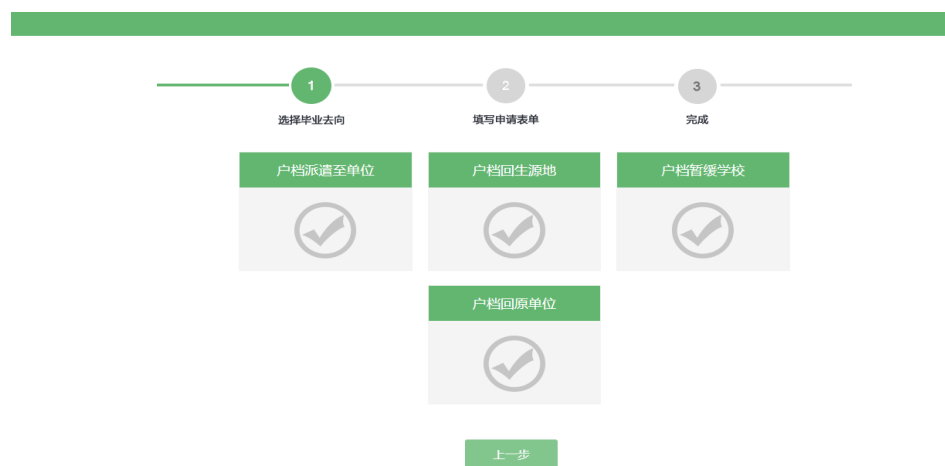 1
2
3
选择毕业去向
填写申请表单
完成
户档派遣至单位
户档回生源地
户档暂缓学校
户档回原单位
上一步